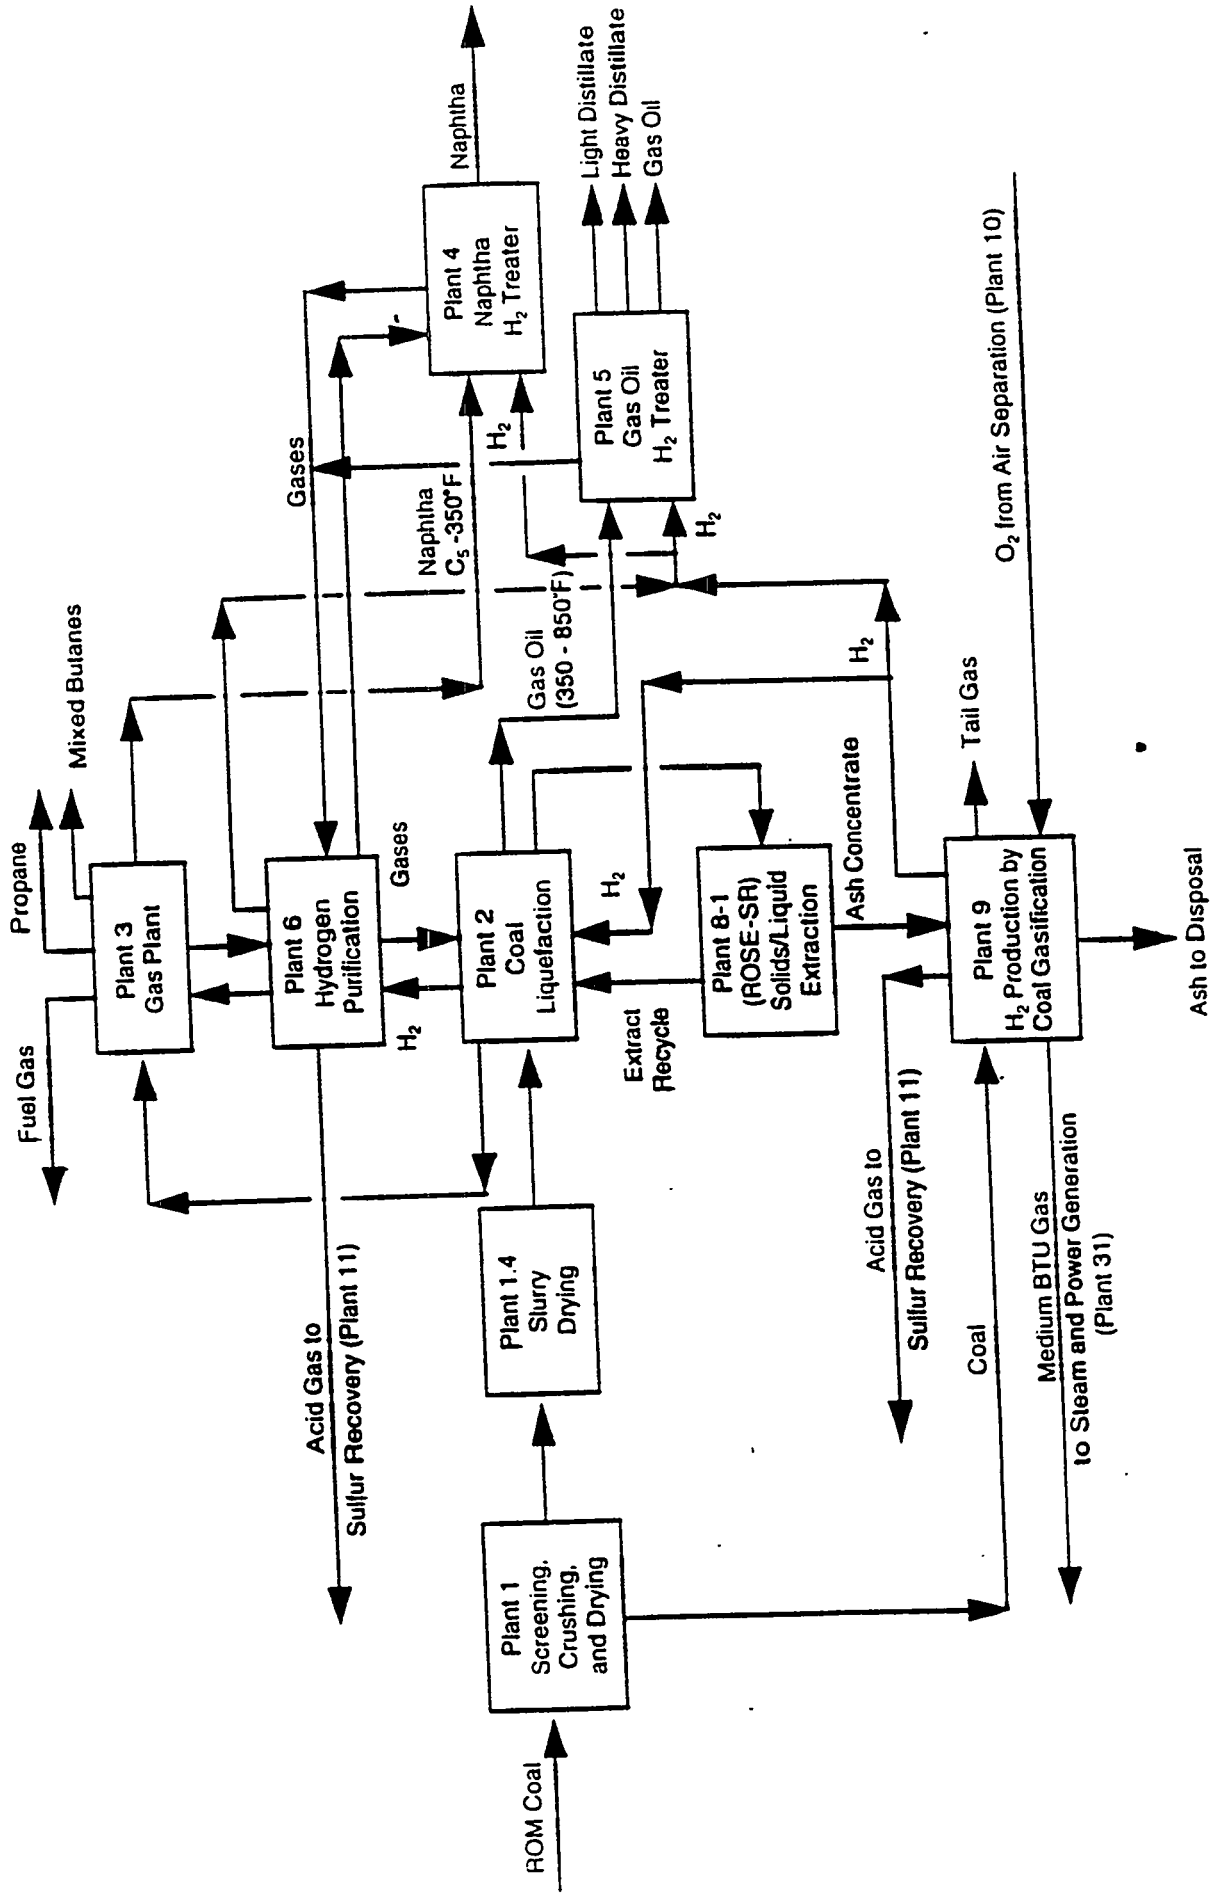 Fuel Gas
Propane
Mixed Butanes
Plant 3
Gas Plant
Acid Gas to
Sulfur Recovery (Plant 11)
Plant 6
Hydrogen
Purification
Gases
Naphtha
Plant 4
Naphtha
H₂ Treater
H₂
Gases
Naphtha
C₅ -350°F
H₂
ROM Coal
Plant 1
Screening,
Crushing,
and Drying
Plant 1.4
Slurry
Drying
Plant 2
Coal
Liquefaction
Gas Oil
(350 - 850°F)
Plant 5
Gas Oil
H₂ Treater
Light Distillate
Heavy Distillate
Gas Oil
H₂
H₂
Extract
Recycle
Plant 8-1
(ROSE-SR)
Solids/Liquid
Extraction
Ash Concentrate
H₂
Acid Gas to
Sulfur Recovery (Plant 11)
Coal
Plant 9
H₂ Production by
Coal Gasification
Tail Gas
O₂ from Air Separation (Plant 10)
Medium BTU Gas
to Steam and Power Generation
(Plant 31)
Ash to Disposal